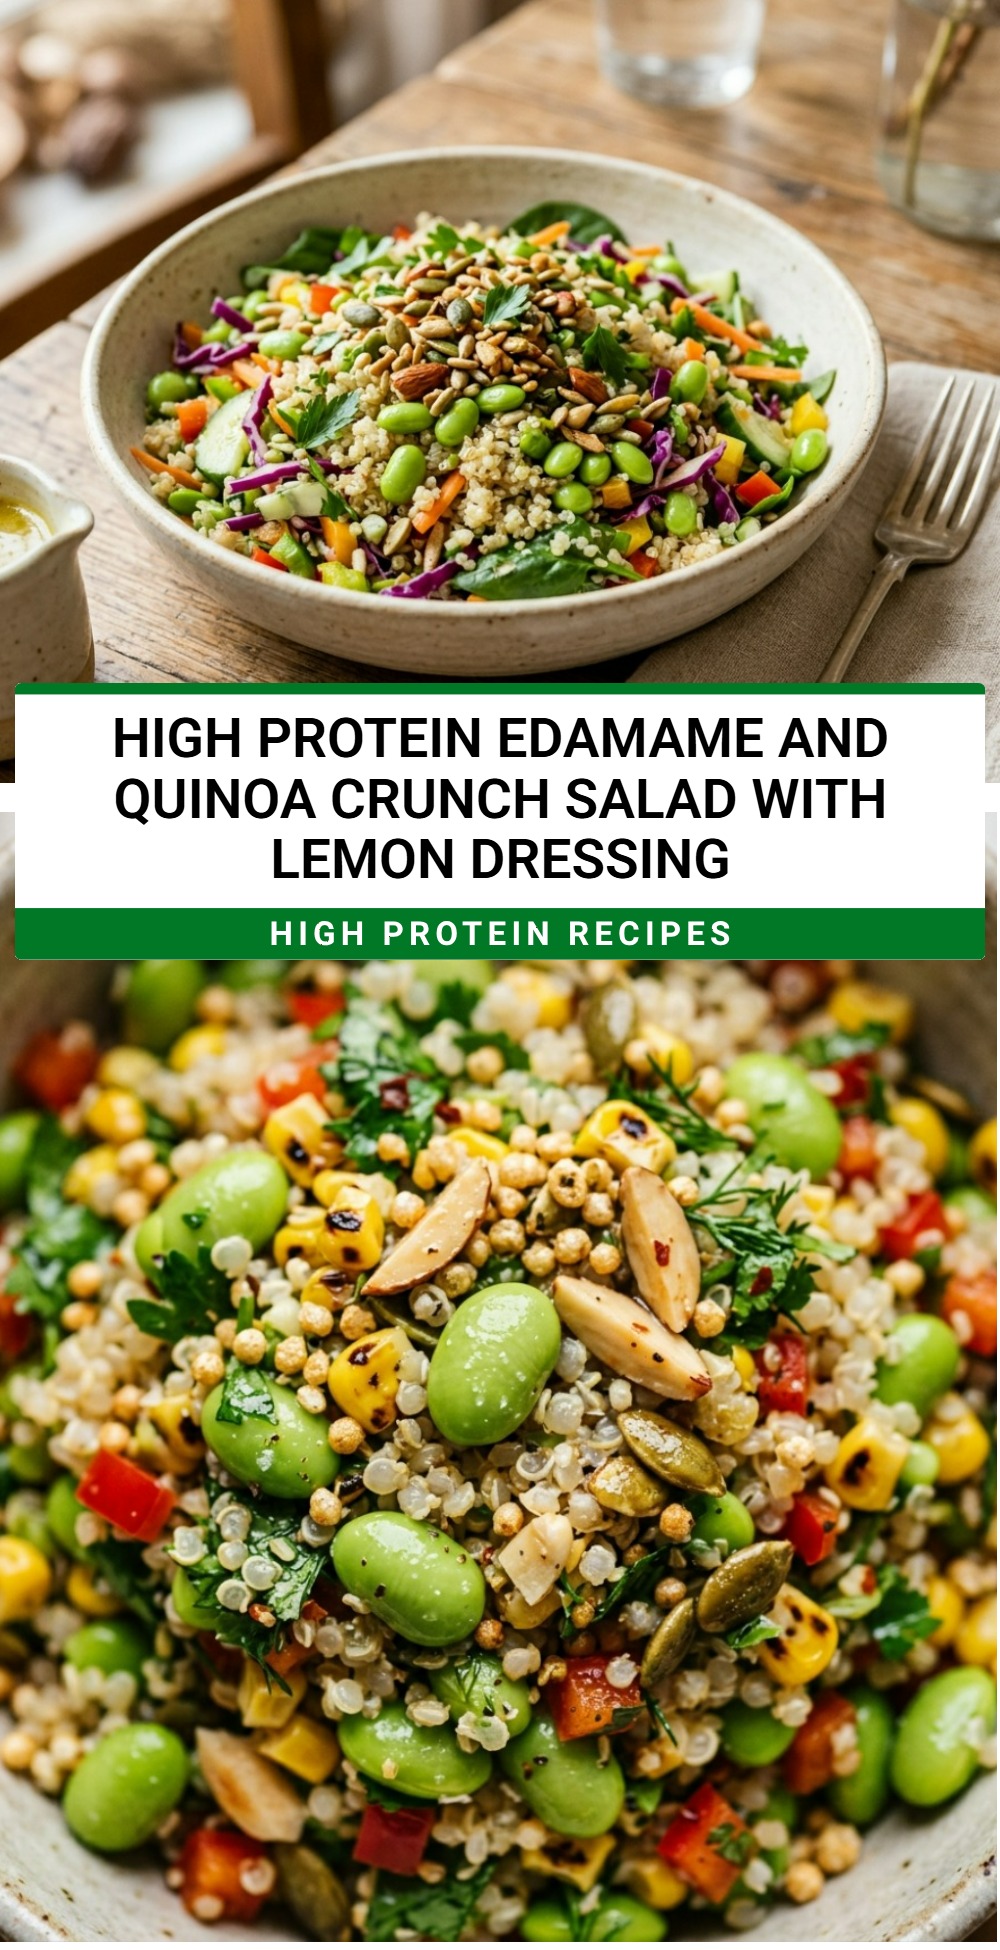 HIGH PROTEIN EDAMAME AND
QUINOA CRUNCH SALAD WITH
LEMON DRESSING
HIGH PROTEIN RECIPES